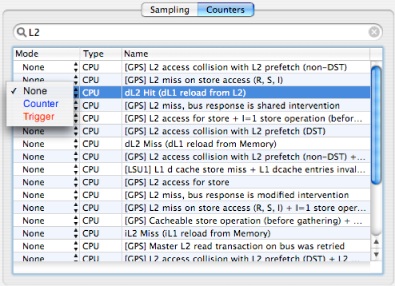 Sampling Counters
L2
Mode Type Name
None CPU [GPS] L2 access collision with L2 prefetch (non-DST)
None CPU [GPS] L2 miss on store access (R, S, I)
✓ None CPU dL2 Hit (dL1 reload from L2)
Counter CPU [GPS] L2 miss, bus response is shared intervention
Trigger CPU [GPS] L2 access for store + I=1 store operation (befor...
None CPU [GPS] L2 access collision with L2 prefetch (DST)
None CPU dL2 Miss (dL1 reload from Memory)
None CPU [GPS] L2 access collision with L2 prefetch (non-DST) +...
None CPU [LSU1] L1 d cache store miss + L1 dcache entries inval...
None CPU [GPS] L2 access for store
None CPU [GPS] L2 miss, bus response is modified intervention
None CPU [GPS] L2 miss on store access (R, S, I) + I=1 store oper...
None CPU [GPS] Cacheable store operation (before gathering) + ...
None CPU iL2 Miss (iL1 reload from Memory)
None CPU [GPS] Master L2 read transaction on bus was retried
None CPU [GPS] L2 access collision with L2 prefetch (DST) + L2